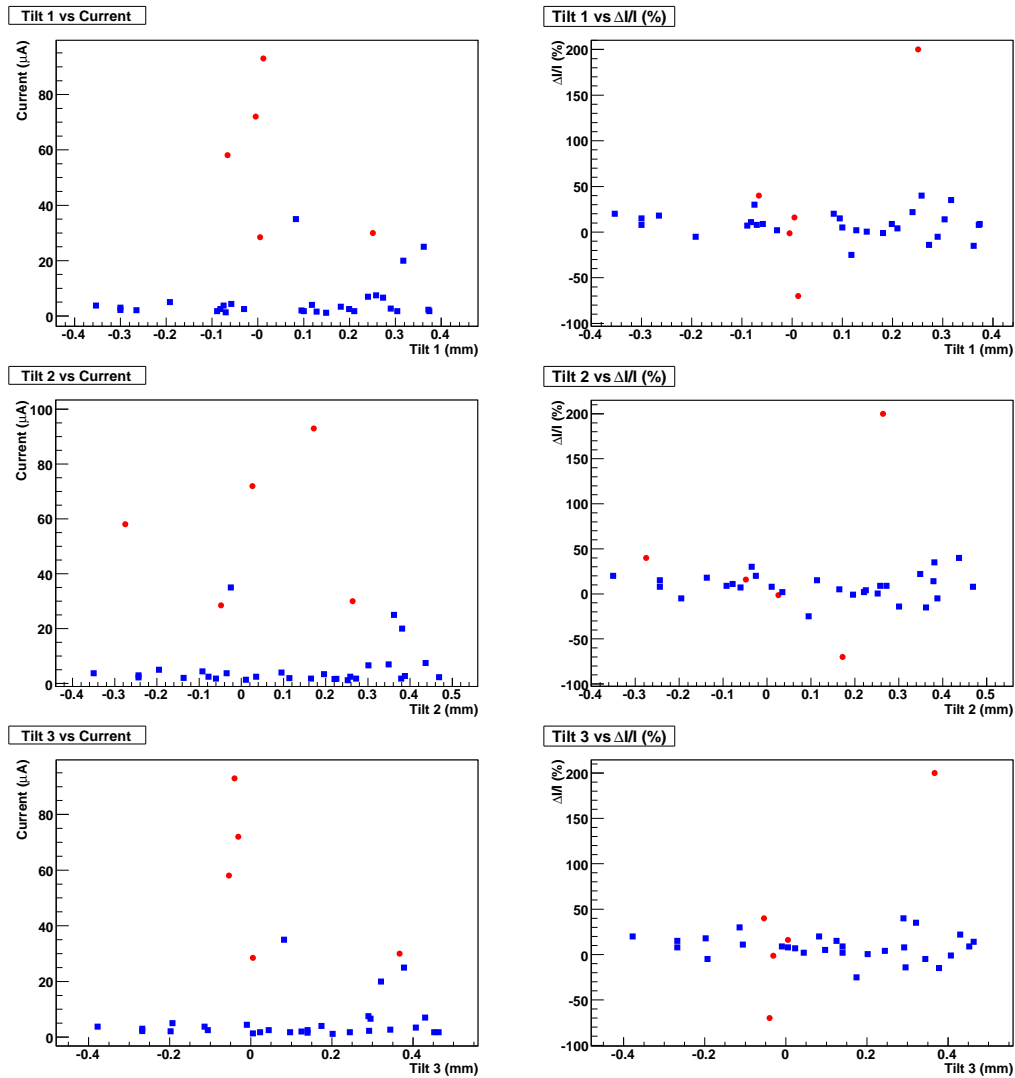 Tilt 1 vs Current
Current (μA)
80
60
40
20
0
-0.4 -0.3 -0.2 -0.1 -0 0.1 0.2 0.3 0.4
Tilt 1 (mm)
Tilt 1 vs ΔI/I (%)
ΔI/I (%)
200
150
100
50
0
-50
-100
-0.4 -0.3 -0.2 -0.1 -0 0.1 0.2 0.3 0.4
Tilt 1 (mm)
Tilt 2 vs Current
Current (μA)
100
80
60
40
20
0
-0.4 -0.3 -0.2 -0.1 0 0.1 0.2 0.3 0.4 0.5
Tilt 2 (mm)
Tilt 2 vs ΔI/I (%)
ΔI/I (%)
200
150
100
50
0
-50
-100
-0.4 -0.3 -0.2 -0.1 0 0.1 0.2 0.3 0.4 0.5
Tilt 2 (mm)
Tilt 3 vs Current
Current (μA)
80
60
40
20
0
-0.4 -0.2 0 0.2 0.4
Tilt 3 (mm)
Tilt 3 vs ΔI/I (%)
ΔI/I (%)
200
150
100
50
0
-50
-100
-0.4 -0.2 0 0.2 0.4
Tilt 3 (mm)